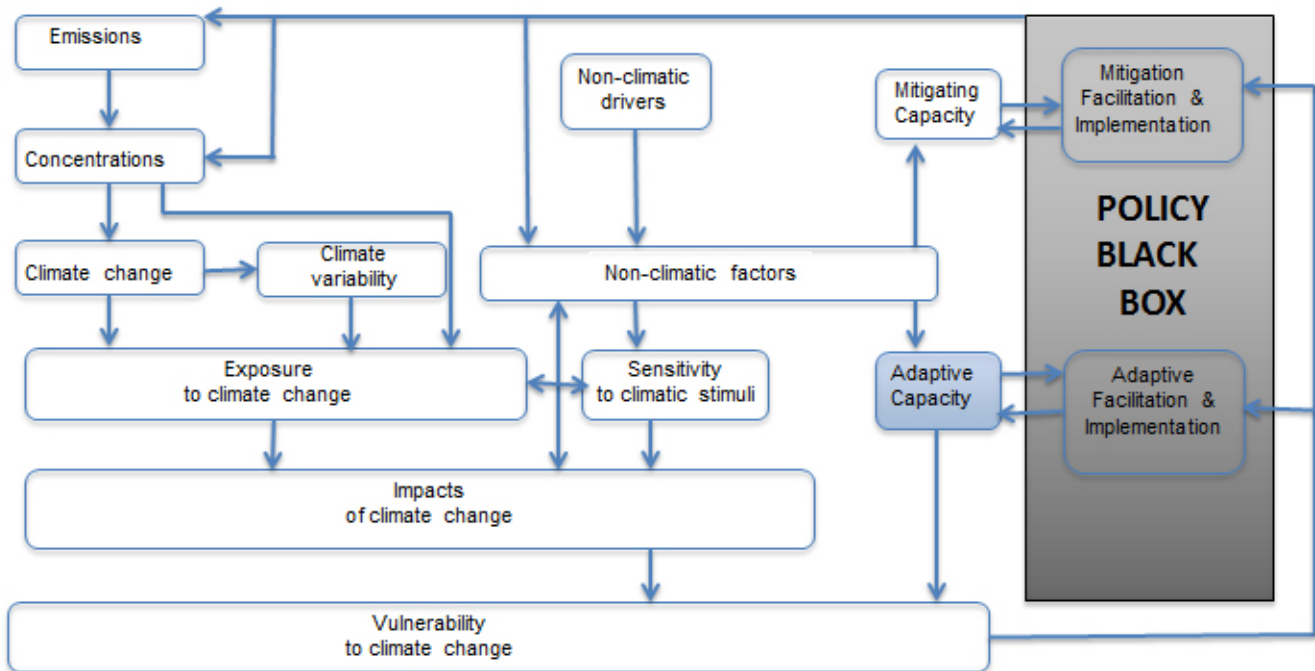 Emissions
Non-climatic
drivers
Mitigating
Capacity
Mitigation
Facilitation &
Implementation
Concentrations
POLICY
BLACK
BOX
Climate change
Climate
variability
Non-climatic factors
Exposure
to climate change
Sensitivity
to climatic stimuli
Adaptive
Capacity
Adaptive
Facilitation &
Implementation
Impacts
of climate change
Vulnerability
to climate change